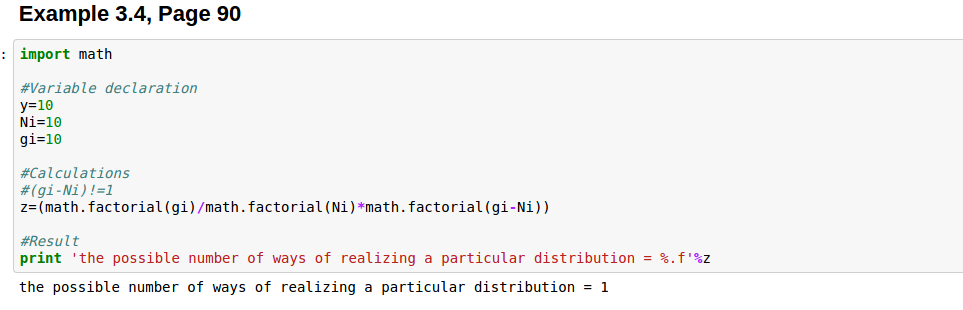 Example 3.4, Page 90
:
import math
#Variable declaration
y=10
Ni=10
gi=10
#Calculations
#(gi-Ni)!=1
z=(math.factorial(gi)/math.factorial(Ni)*math.factorial(gi-Ni))
#Result
print 'the possible number of ways of realizing a particular distribution = %.f'%z
the possible number of ways of realizing a particular distribution = 1